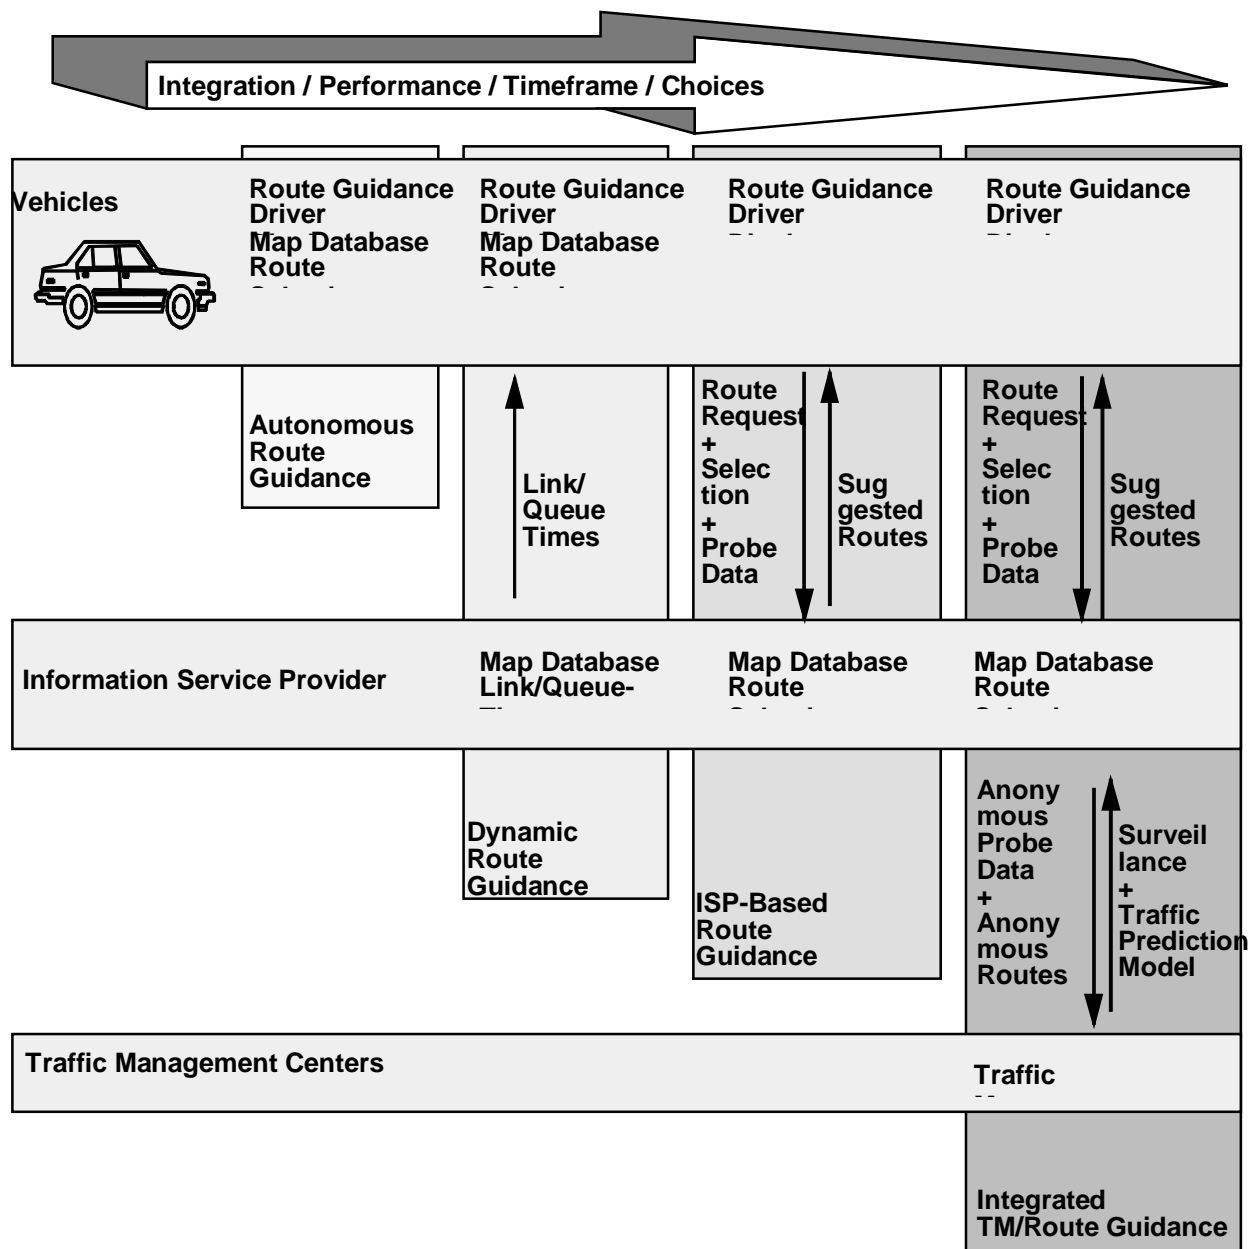 Integration / Performance / Timeframe / Choices
Vehicles
Route Guidance
Driver
Map Database
Route
Route Guidance
Driver
Map Database
Route
Route Guidance
Driver
Route Guidance
Driver
Autonomous
Route
Guidance
Link/
Queue
Times
Route
Request
+
Selec
tion
+
Probe
Data
Sug
gested
Routes
Route
Request
+
Selec
tion
+
Probe
Data
Sug
gested
Routes
Information Service Provider
Map Database
Link/Queue-
Map Database
Route
Map Database
Route
Dynamic
Route
Guidance
ISP-Based
Route
Guidance
Anony
mous
Probe
Data
+
Anony
mous
Routes
Surveil
lance
+
Traffic
Prediction
Model
Traffic Management Centers
Traffic
Integrated
TM/Route Guidance